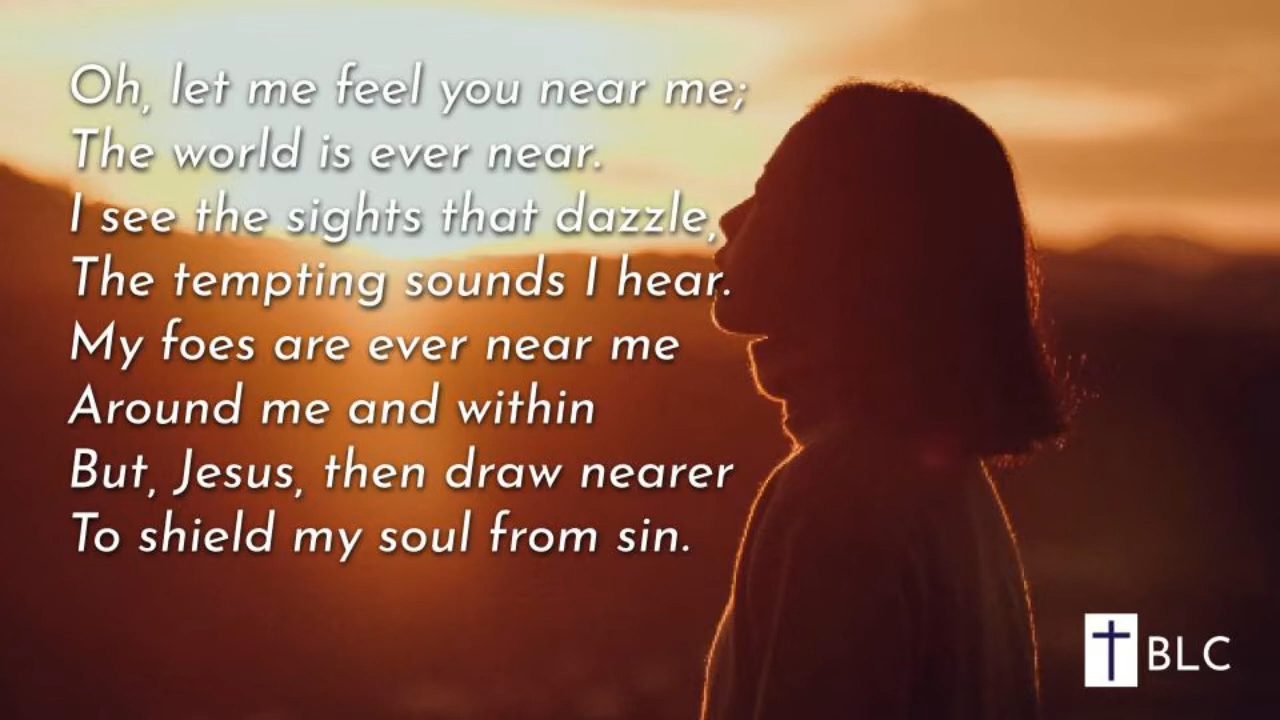 Oh, let me feel you near me;
The world is ever near.
I see the sights that dazzle,
The tempting sounds I hear.
My foes are ever near me
Around me and within
But, Jesus, then draw nearer
To shield my soul from sin.
BLC